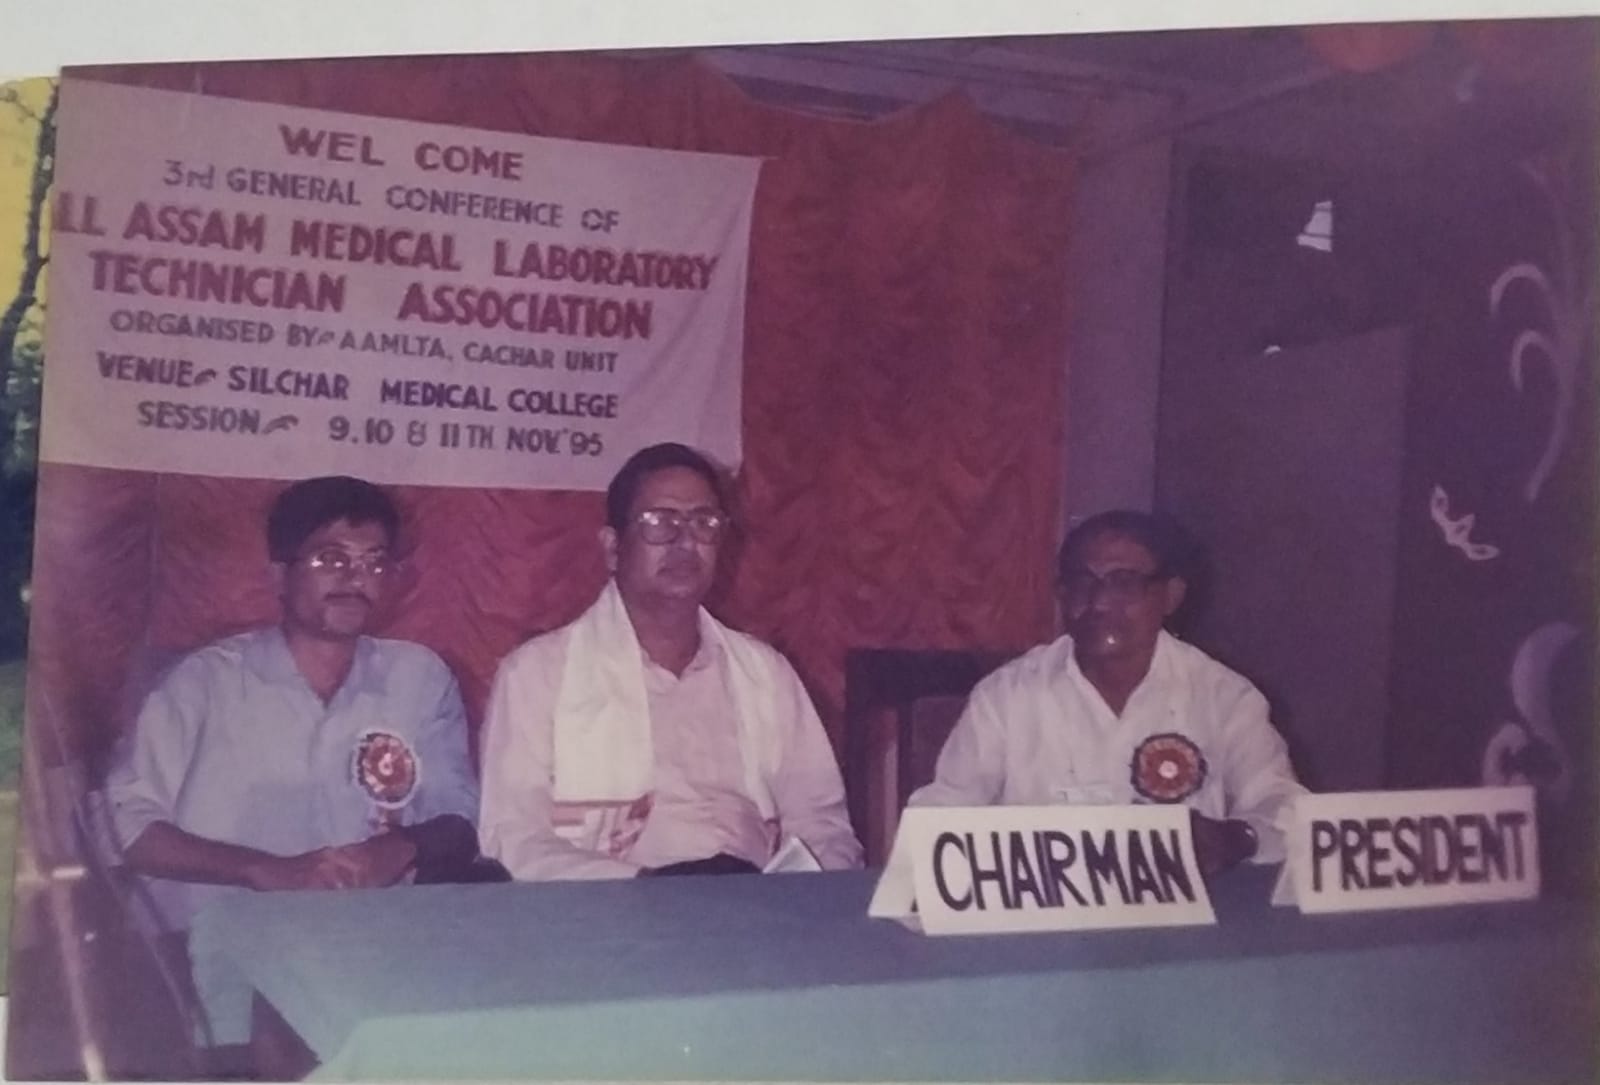 WEL COME
3rd GENERAL CONFERENCE OF
LL ASSAM MEDICAL LABORATORY
TECHNICIAN ASSOCIATION
ORGANISED BY AAMLTA, CACHAR UNIT
VENUE SILCHAR MEDICAL COLLEGE
SESSION 9.10 & 11TH NOV.'95
CHAIRMAN
PRESIDENT